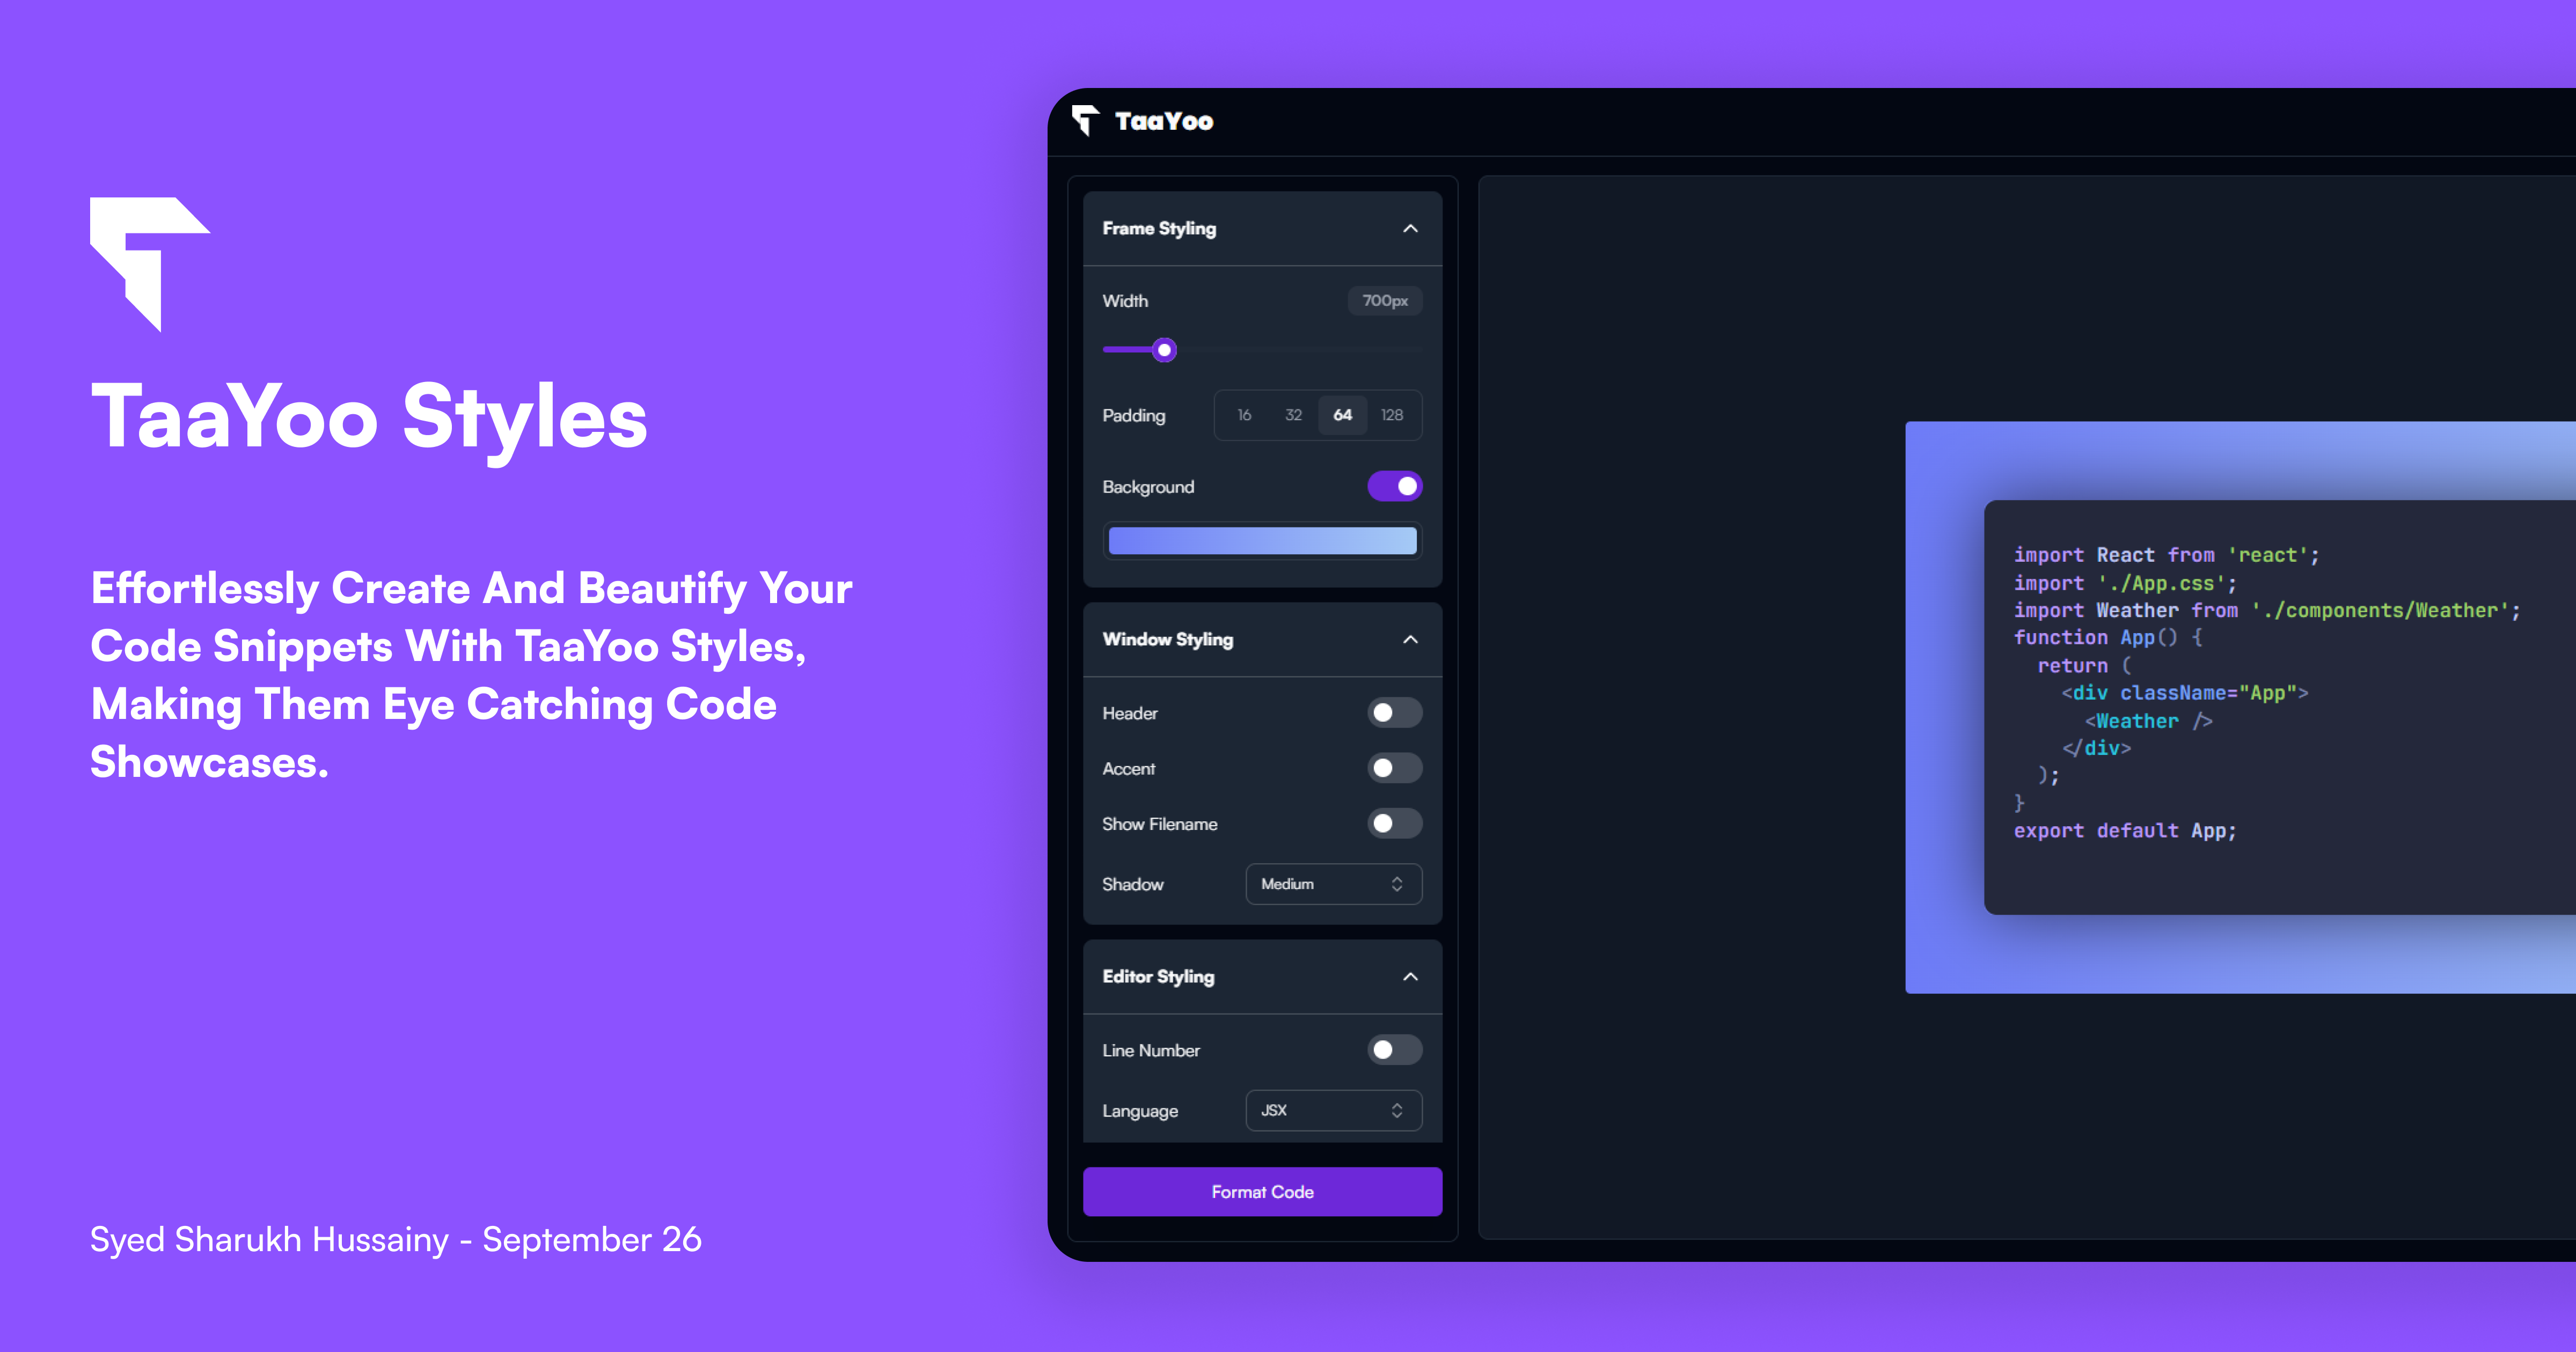 TaaYoo Styles
Effortlessly Create And Beautify Your
Code Snippets With TaaYoo Styles,
Making Them Eye Catching Code
Showcases.
Syed Sharukh Hussainy - September 26
TaaYoo
Frame Styling
Width 700px
Padding 16 32 64 128
Background
Window Styling
Header
Accent
Show Filename
Shadow Medium
Editor Styling
Line Number
Language JSX
Format Code
import React from 'react';
import './App.css';
import Weather from './components/Weather';
function App() {
  return (
    <div className="App">
      <Weather />
    </div>
  );
}
export default App;